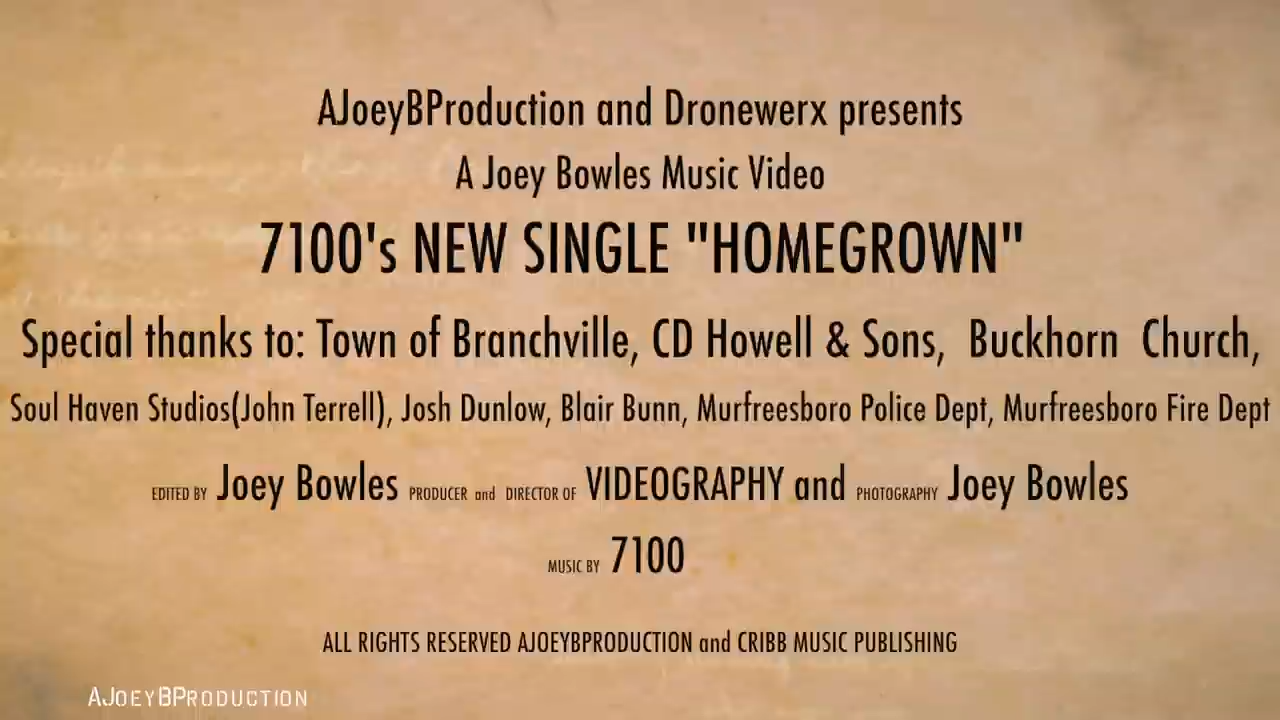 AJoeyBProduction and Dronewerx presents
A Joey Bowles Music Video
7100's NEW SINGLE "HOMEGROWN"
Special thanks to: Town of Branchville, CD Howell & Sons, Buckhorn Church,
Soul Haven Studios(John Terrell), Josh Dunlow, Blair Bunn, Murfreesboro Police Dept, Murfreesboro Fire Dept
EDITED BY Joey Bowles PRODUCER and DIRECTOR OF VIDEOGRAPHY and PHOTOGRAPHY Joey Bowles
MUSIC BY 7100
ALL RIGHTS RESERVED AJOEYBPRODUCTION and CRIBB MUSIC PUBLISHING
AJOEYBPRODUCTION